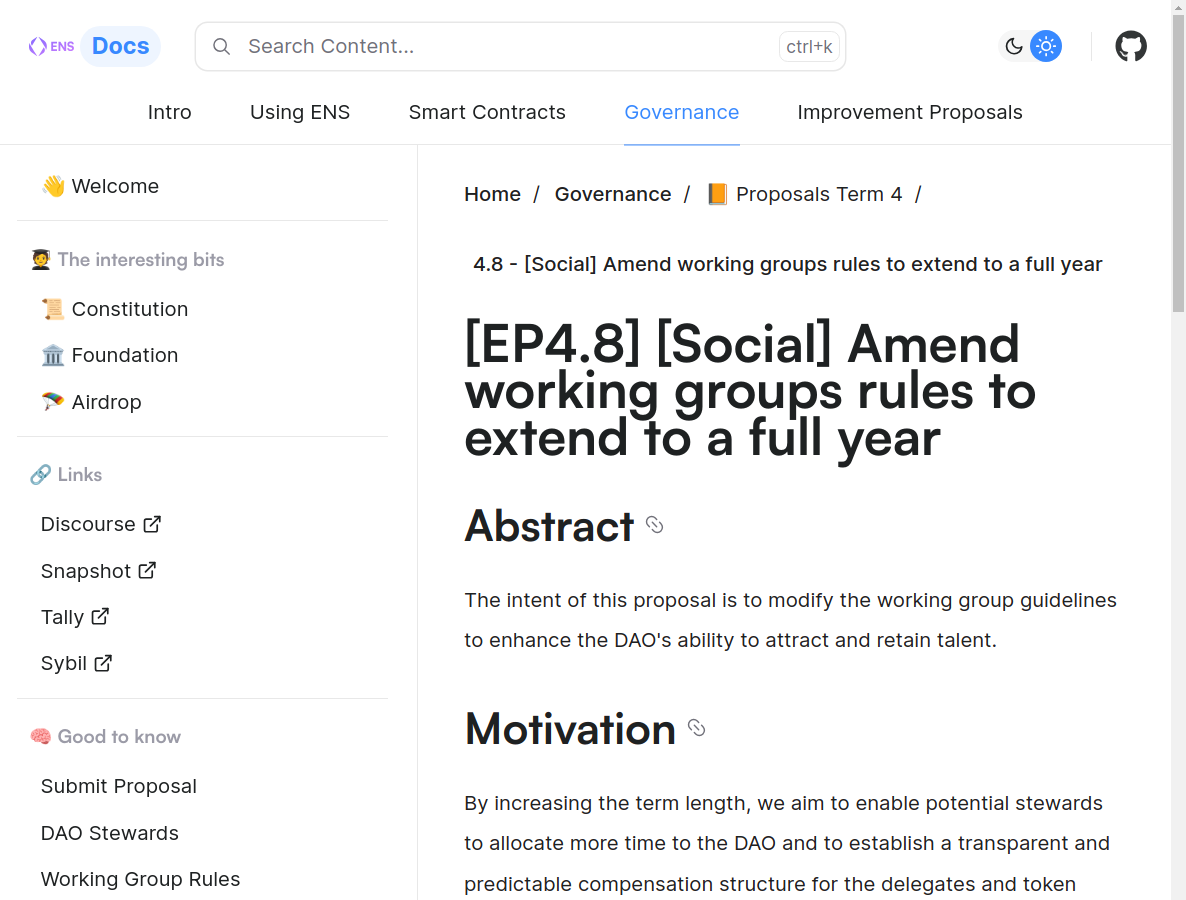 ENS Docs
Search Content...
ctrl+k
Intro
Using ENS
Smart Contracts
Governance
Improvement Proposals
👋 Welcome
🧑‍🎓 The interesting bits
📜 Constitution
🏛️ Foundation
🪂 Airdrop
🔗 Links
Discourse
Snapshot
Tally
Sybil
🧠 Good to know
Submit Proposal
DAO Stewards
Working Group Rules
Home / Governance / 📙 Proposals Term 4 /
4.8 - [Social] Amend working groups rules to extend to a full year
[EP4.8] [Social] Amend
working groups rules to
extend to a full year
Abstract
The intent of this proposal is to modify the working group guidelines
to enhance the DAO's ability to attract and retain talent.
Motivation
By increasing the term length, we aim to enable potential stewards
to allocate more time to the DAO and to establish a transparent and
predictable compensation structure for the delegates and token